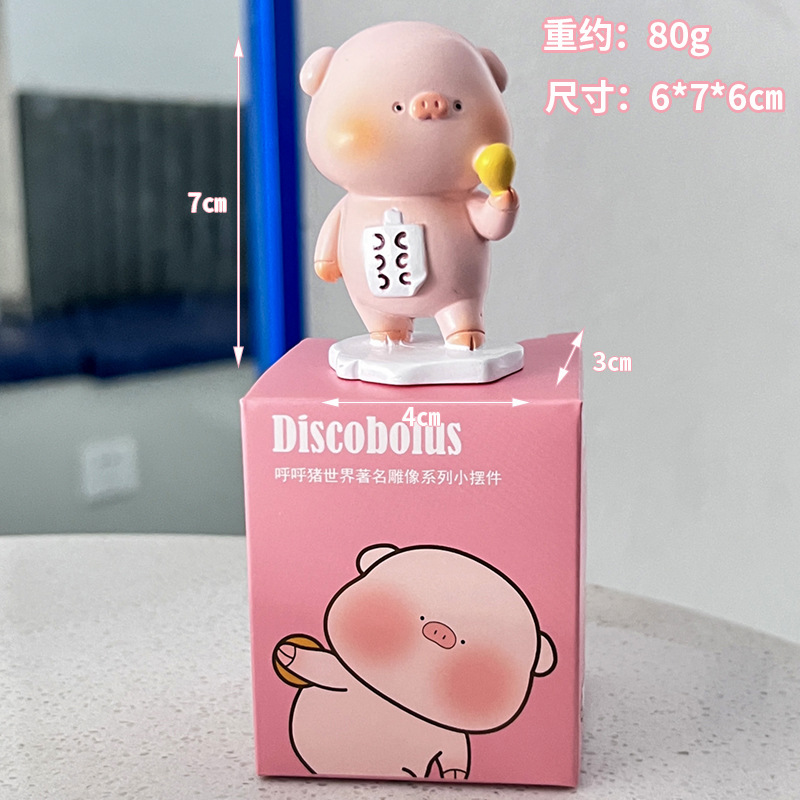 重约：80g
尺寸：6*7*6cm
7cm
3cm
4cm
Discobolus
呼呼猪世界著名雕像系列小摆件